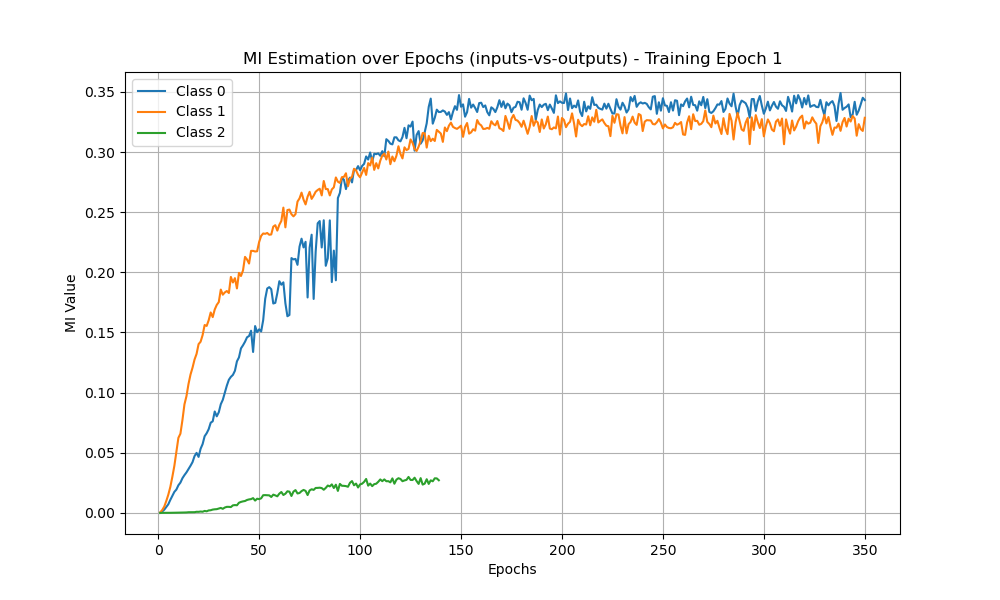 MI Estimation over Epochs (inputs-vs-outputs) - Training Epoch 1
Class 0
Class 1
Class 2
MI Value
0.35
0.30
0.25
0.20
0.15
0.10
0.05
0.00
0 50 100 150 200 250 300 350
Epochs